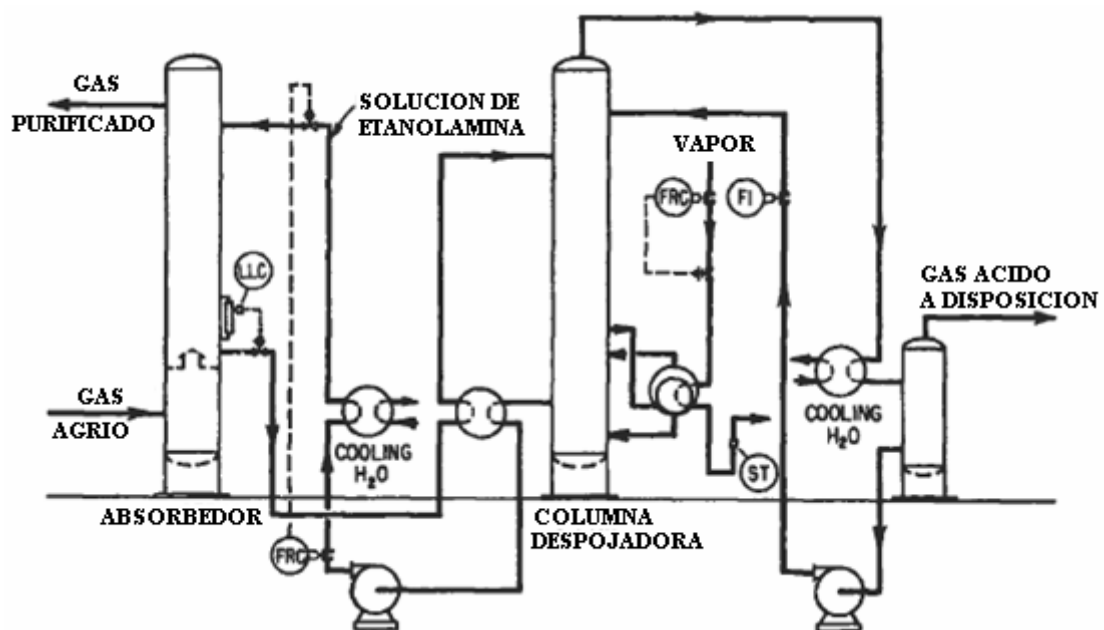 GAS
PURIFICADO
SOLUCION DE
ETANOLAMINA
VAPOR
FRC
FI
LLC
GAS ACIDO
A DISPOSICION
GAS
AGRIO
COOLING
H₂O
COOLING
H₂O
ST
ABSORBEDOR
COLUMNA
DESPOJADORA
FRC